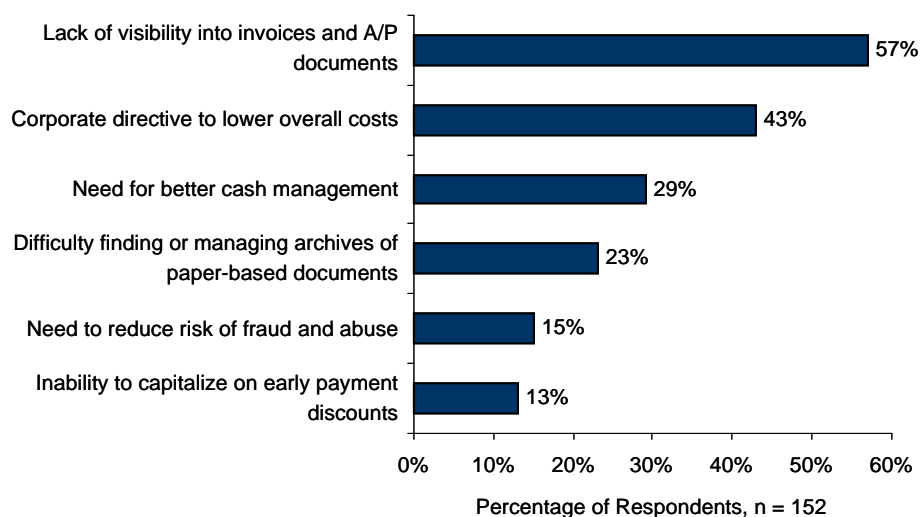 Lack of visibility into invoices and A/P
documents
57%
Corporate directive to lower overall costs
43%
Need for better cash management
29%
Difficulty finding or managing archives of
paper-based documents
23%
Need to reduce risk of fraud and abuse
15%
Inability to capitalize on early payment
discounts
13%
0% 10% 20% 30% 40% 50% 60%
Percentage of Respondents, n = 152